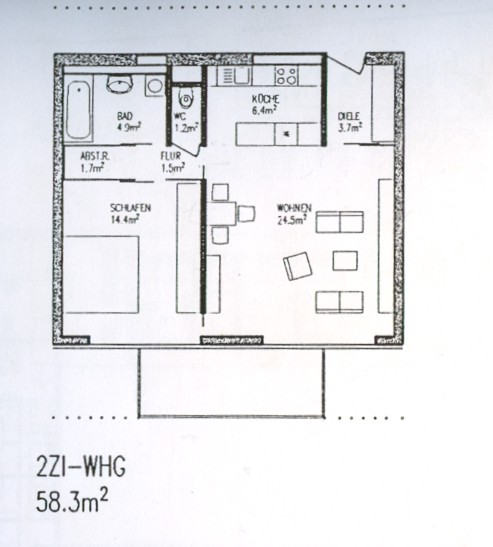 BAD
4.9m²
WC
1.2m²
KÜCHE
6.4m²
DIELE
3.7m²
ABST.R.
1.7m²
FLUR
1.5m²
SCHLAFEN
14.4m²
WOHNEN
24.5m²
2ZI-WHG
58.3m²